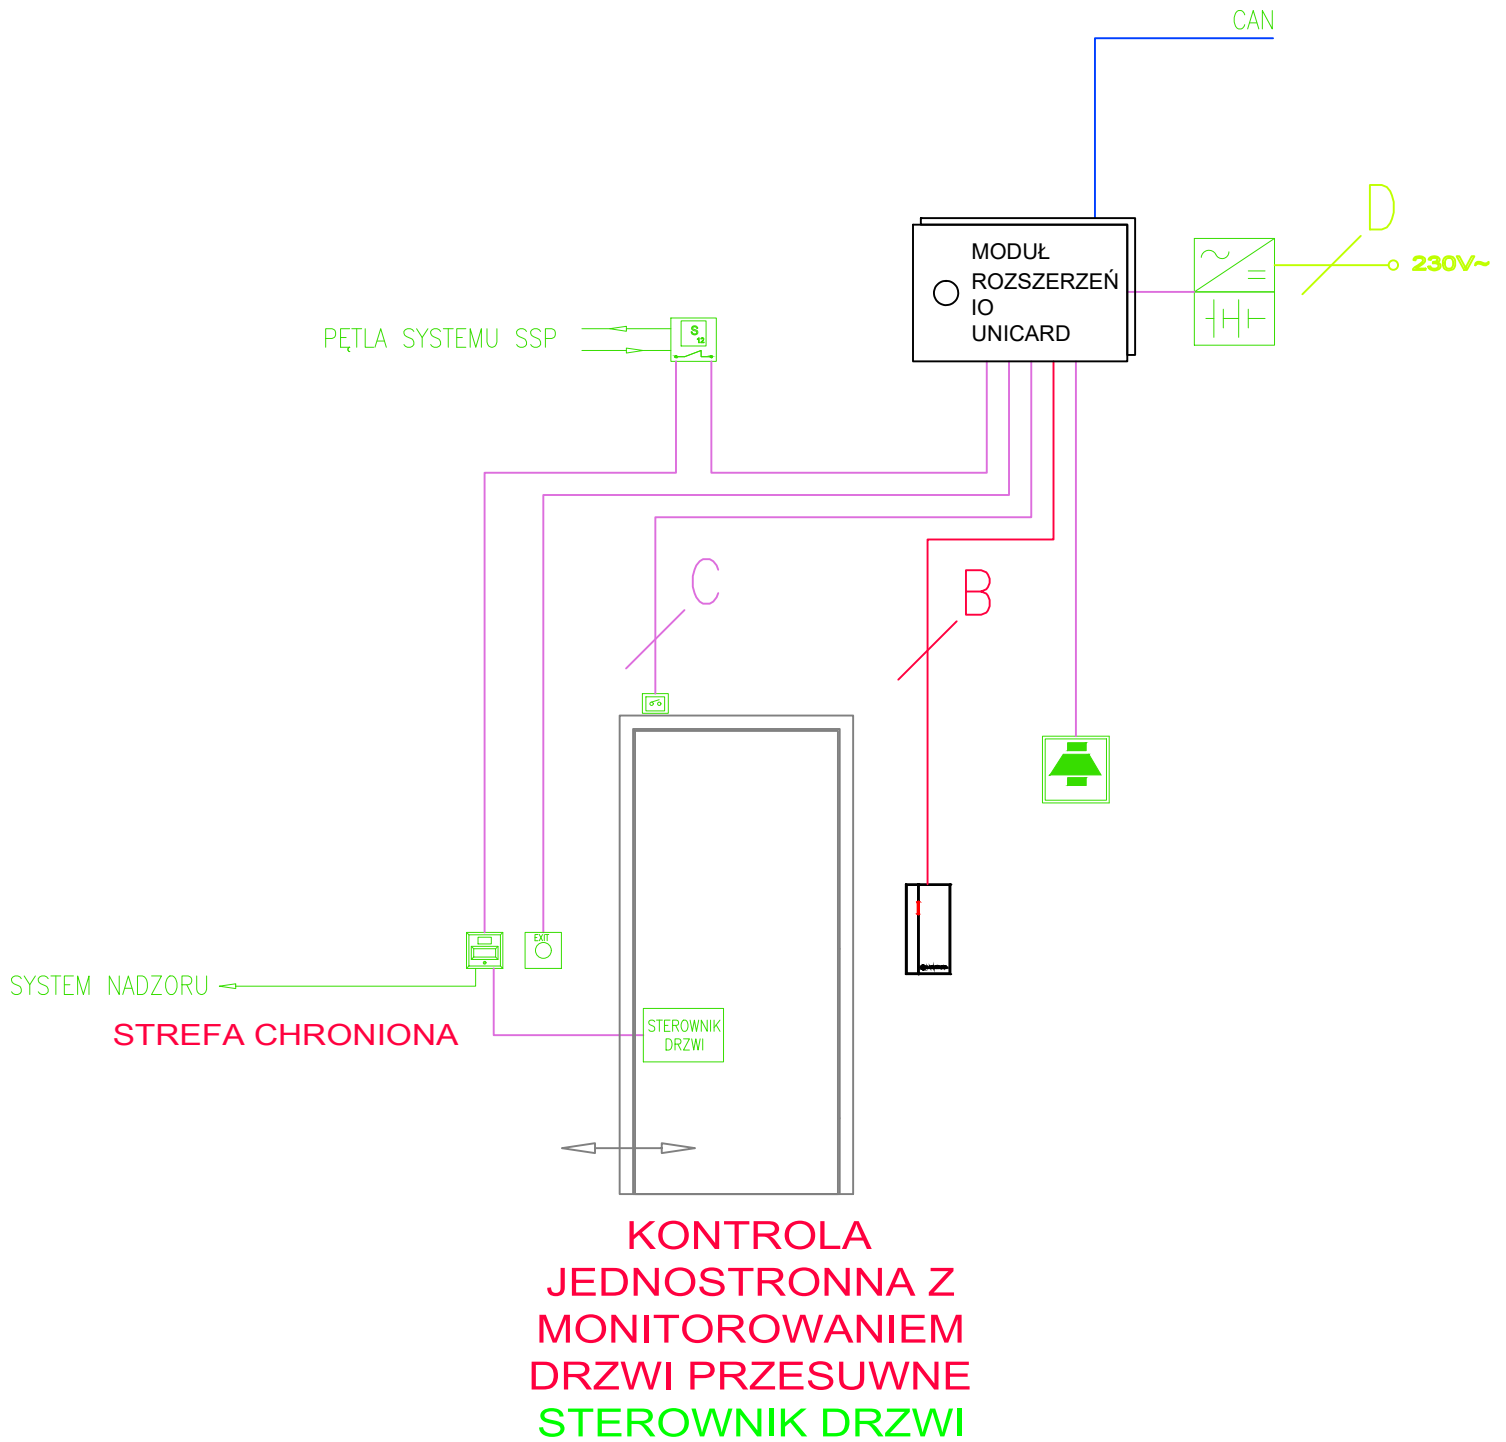 CAN
D
MODUŁ
ROZSZERZEŃ
IO
UNICARD
230V~
PĘTLA SYSTEMU SSP
S
12
C
B
EXIT
SYSTEM NADZORU
STREFA CHRONIONA
STEROWNIK
DRZWI
KONTROLA
JEDNOSTRONNA Z
MONITOROWANIEM
DRZWI PRZESUWNE
STEROWNIK DRZWI